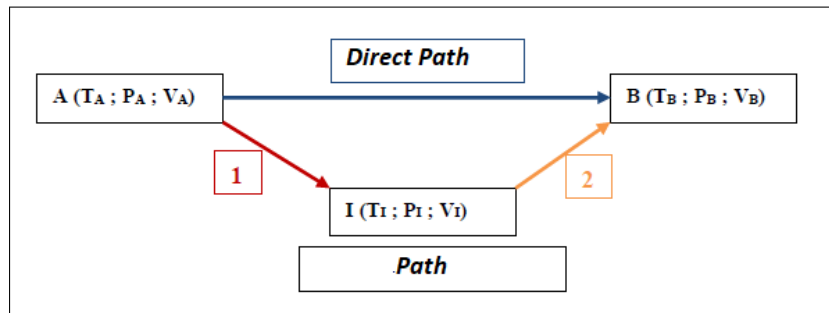 Direct Path
A (TA ; PA ; VA)
B (TB ; PB ; VB)
1
2
I (TI ; PI ; VI)
.Path